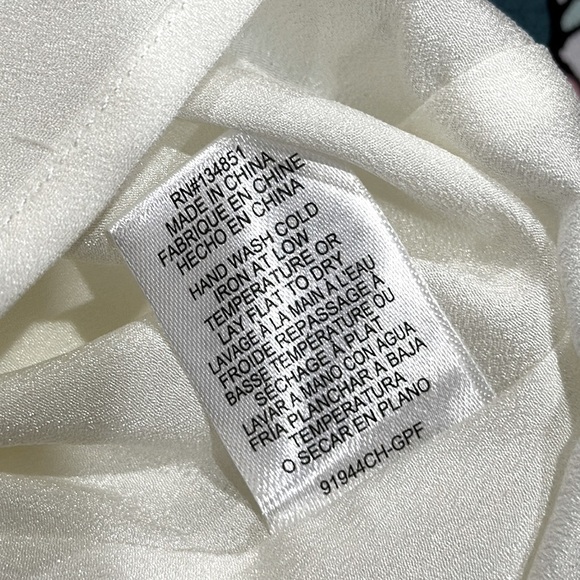 RN#134851
MADE IN CHINA
FABRIQUE EN CHINE
HECHO EN CHINA
HAND WASH COLD
IRON AT LOW
TEMPERATURE OR
LAY FLAT TO DRY
LAVAGE À LA MAIN À L'EAU
FROIDE REPASSAGE À
BASSE TEMPÉRATURE OU
SÉCHAGE À PLAT
LAVAR A MANO CON AGUA
FRIA PLANCHAR A BAJA
TEMPERATURA
O SECAR EN PLANO
91944CH-GPF